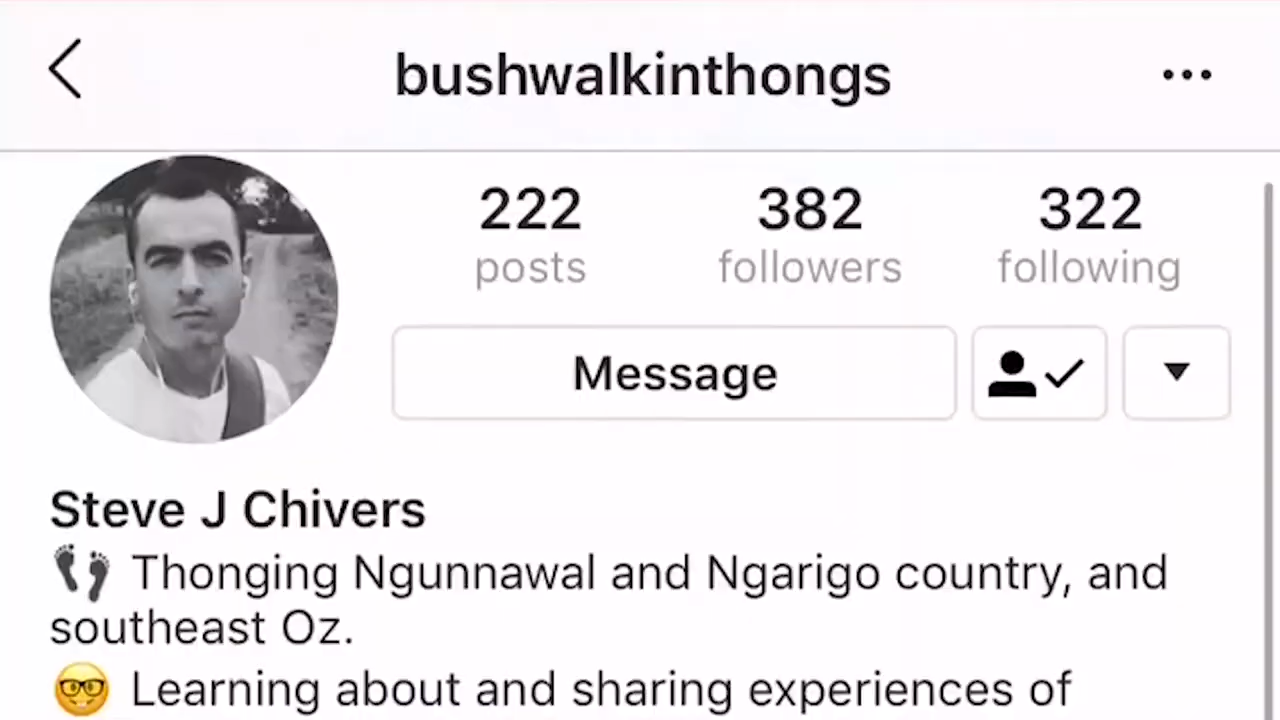 bushwalkinthongs
222 382 322
posts followers following
Message
Steve J Chivers
👣 Thonging Ngunnawal and Ngarigo country, and
southeast Oz.
🤓 Learning about and sharing experiences of